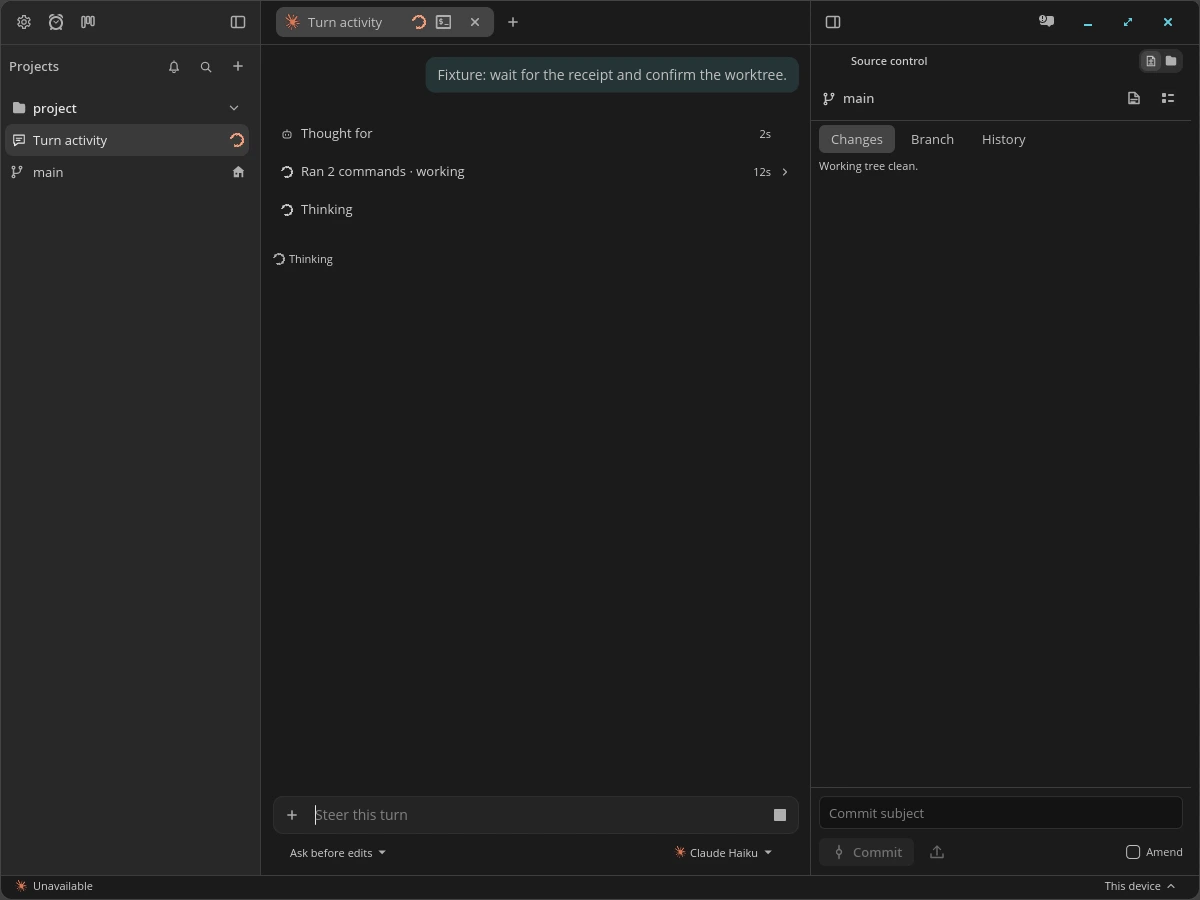 Turn activity
Projects
project
Turn activity
main
Fixture: wait for the receipt and confirm the worktree.
Thought for 2s
Ran 2 commands · working 12s
Thinking
Thinking
Steer this turn
Ask before edits
Claude Haiku
Source control
main
Changes Branch History
Working tree clean.
Commit subject
Commit
Amend
Unavailable
This device